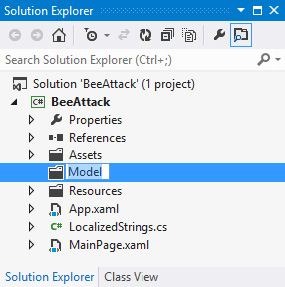 Solution Explorer
Search Solution Explorer (Ctrl+;)
Solution 'BeeAttack' (1 project)
C# BeeAttack
Properties
References
Assets
Model
Resources
App.xaml
C# LocalizedStrings.cs
MainPage.xaml
Solution Explorer Class View